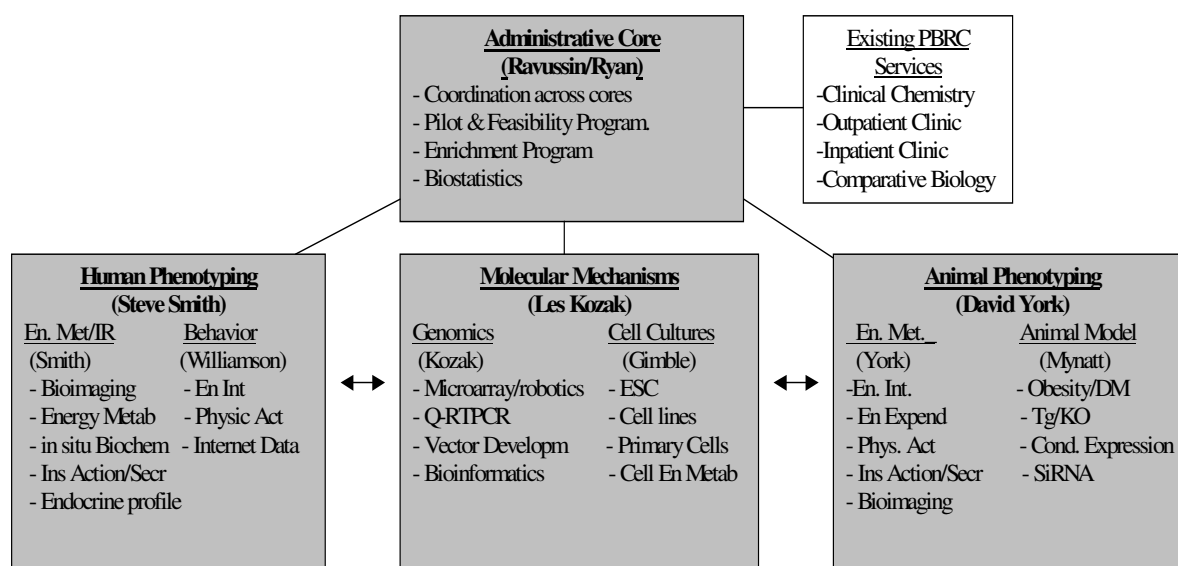 Administrative Core
(Ravussin/Ryan)
- Coordination across cores
- Pilot & Feasibility Program.
- Enrichment Program
- Biostatistics
Existing PBRC
Services
-Clinical Chemistry
-Outpatient Clinic
-Inpatient Clinic
-Comparative Biology
Human Phenotyping
(Steve Smith)
En. Met/IR
(Smith)
- Bioimaging
- Energy Metab
- in situ Biochem
- Ins Action/Secr
- Endocrine profile
Behavior
(Williamson)
- En Int
- Physic Act
- Internet Data
Molecular Mechanisms
(Les Kozak)
Genomics
(Kozak)
- Microarray/robotics
- Q-RTPCR
- Vector Developm
- Bioinformatics
Cell Cultures
(Gimble)
- ESC
- Cell lines
- Primary Cells
- Cell En Metab
Animal Phenotyping
(David York)
En. Met._
(York)
-En. Int.
- En Expend
- Phys. Act
- Ins Action/Secr
- Bioimaging
Animal Model
(Mynatt)
- Obesity/DM
- Tg/KO
- Cond. Expression
- SiRNA